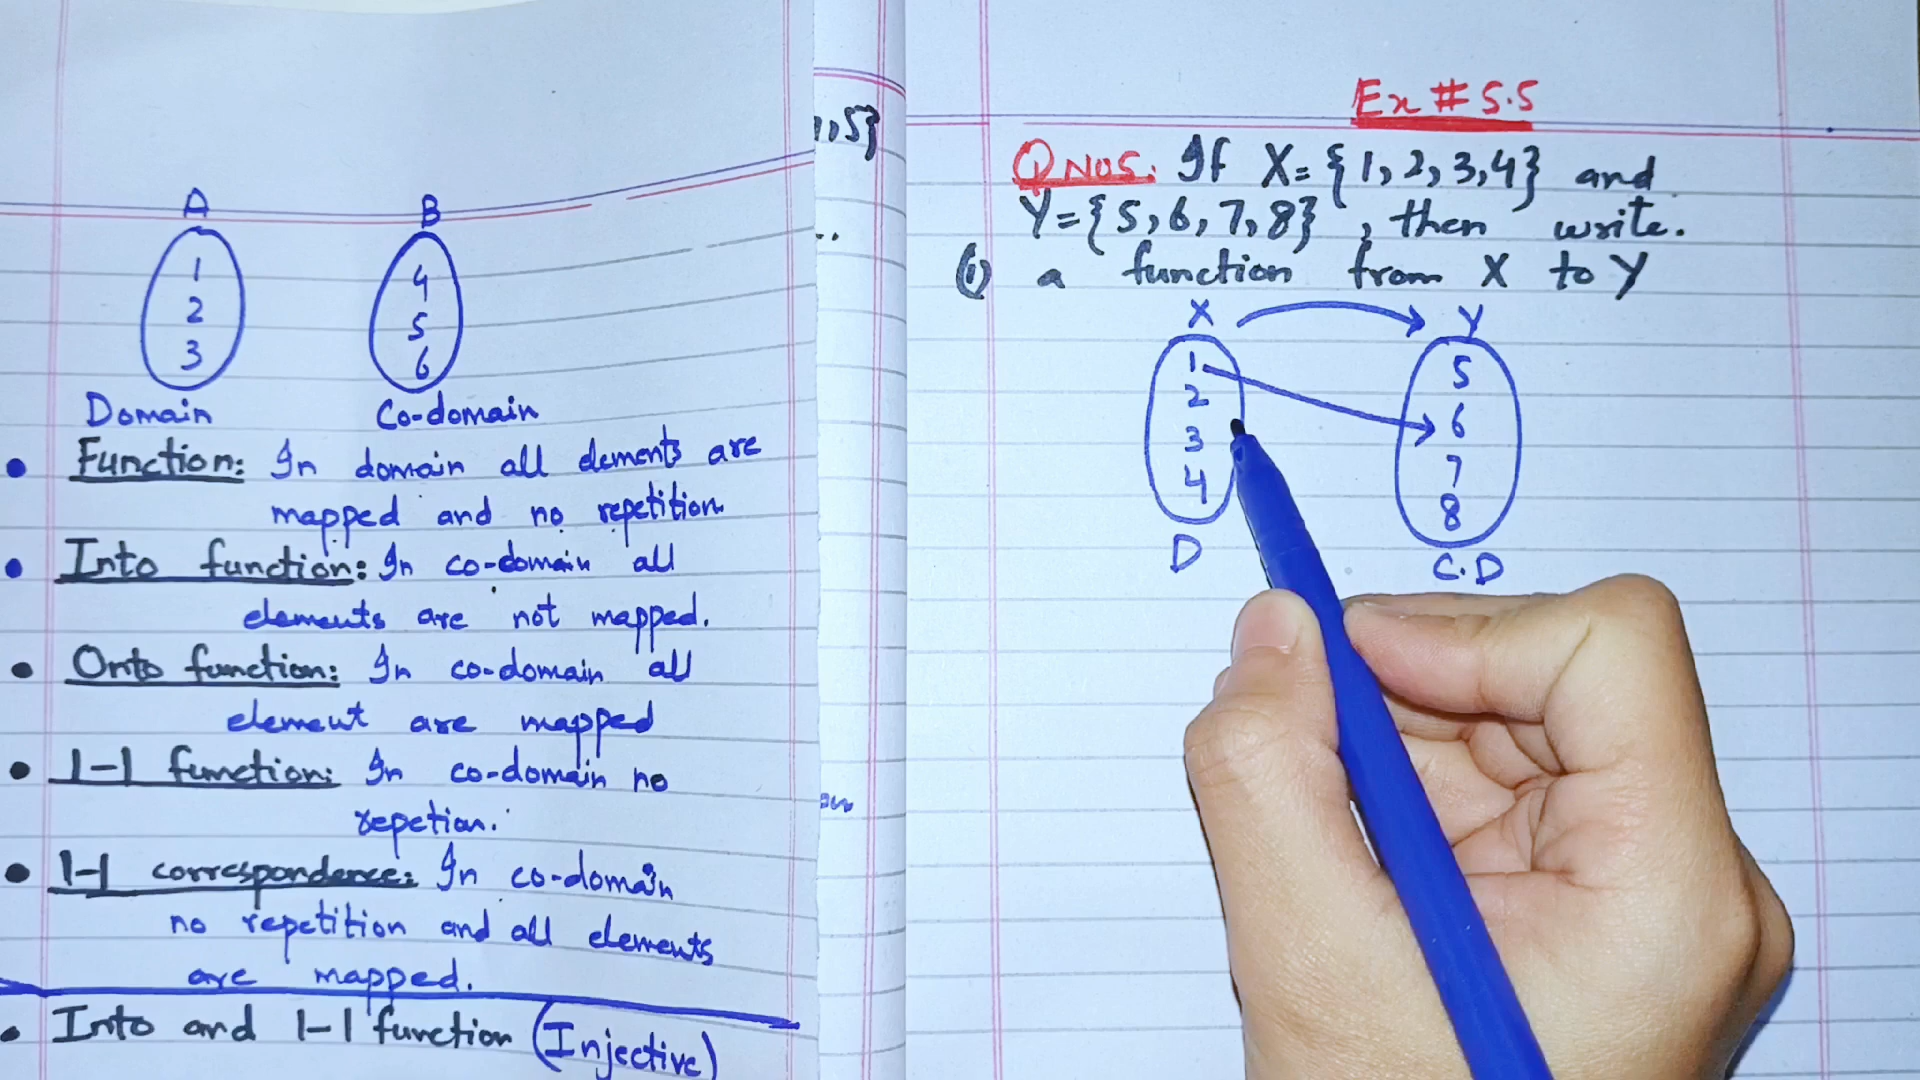 A B
1 4
2 5
3 6
Domain Co-domain
• Function: In domain all elements are
mapped and no repetition
• Into function: In co-domain all
elements are not mapped.
• Onto function: In co-domain all
element are mapped
• 1-1 function: In co-domain no
repetion.
• 1-1 correspondence: In co-domain
no repetition and all elements
are mapped.
• Into and 1-1 function (Injective)
,5}
..
Ex # 5.5
Q NO5: If X={1,2,3,4} and
Y={5,6,7,8}, then write.
(i) a function from X to Y
X Y
1 5
2 6
3 7
4 8
D C.D